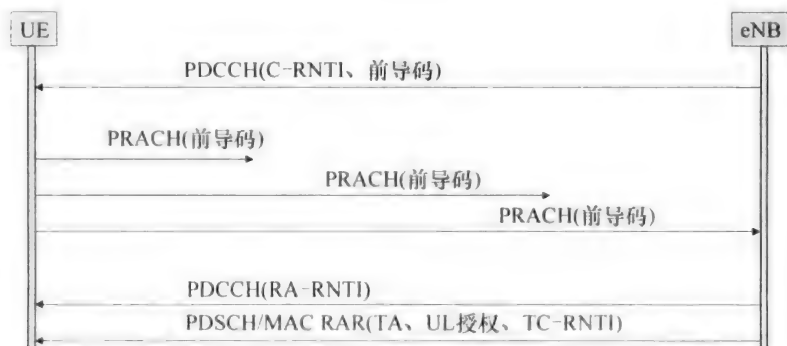 UE
eNB
PDCCH(C-RNTI、前导码)
PRACH(前导码)
PRACH(前导码)
PRACH(前导码)
PDCCH(RA-RNTI)
PDSCH/MAC RAR(TA、UL授权、TC-RNTI)